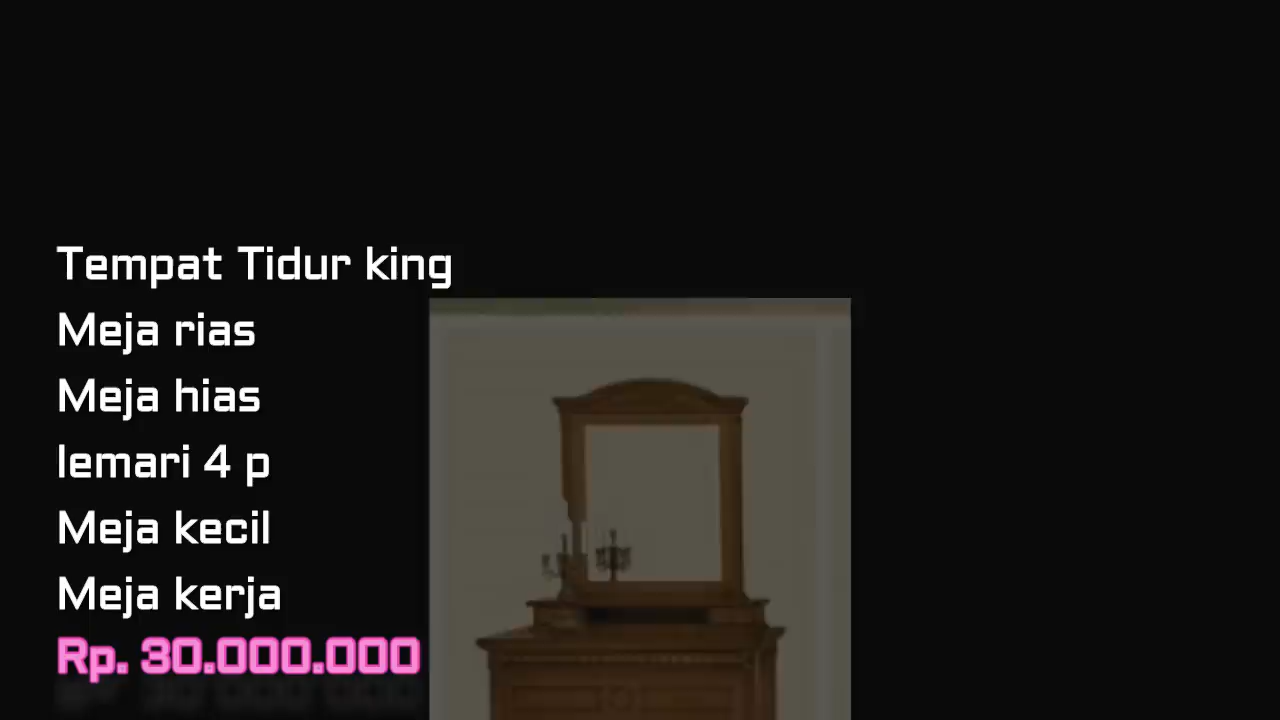 Tempat Tidur king
Meja rias
Meja hias
lemari 4 p
Meja kecil
Meja kerja
Rp. 30.000.000